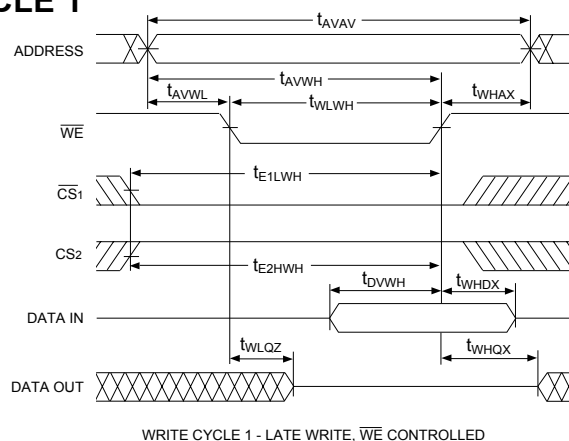 CLE 1
tAVAV
ADDRESS
tAVWH
tAVWL
tWLWH
tWHAX
WE
tE1LWH
CS1
CS2
tE2HWH
tDVWH
tWHDX
DATA IN
tWLQZ
tWHQX
DATA OUT
WRITE CYCLE 1 - LATE WRITE, WE CONTROLLED